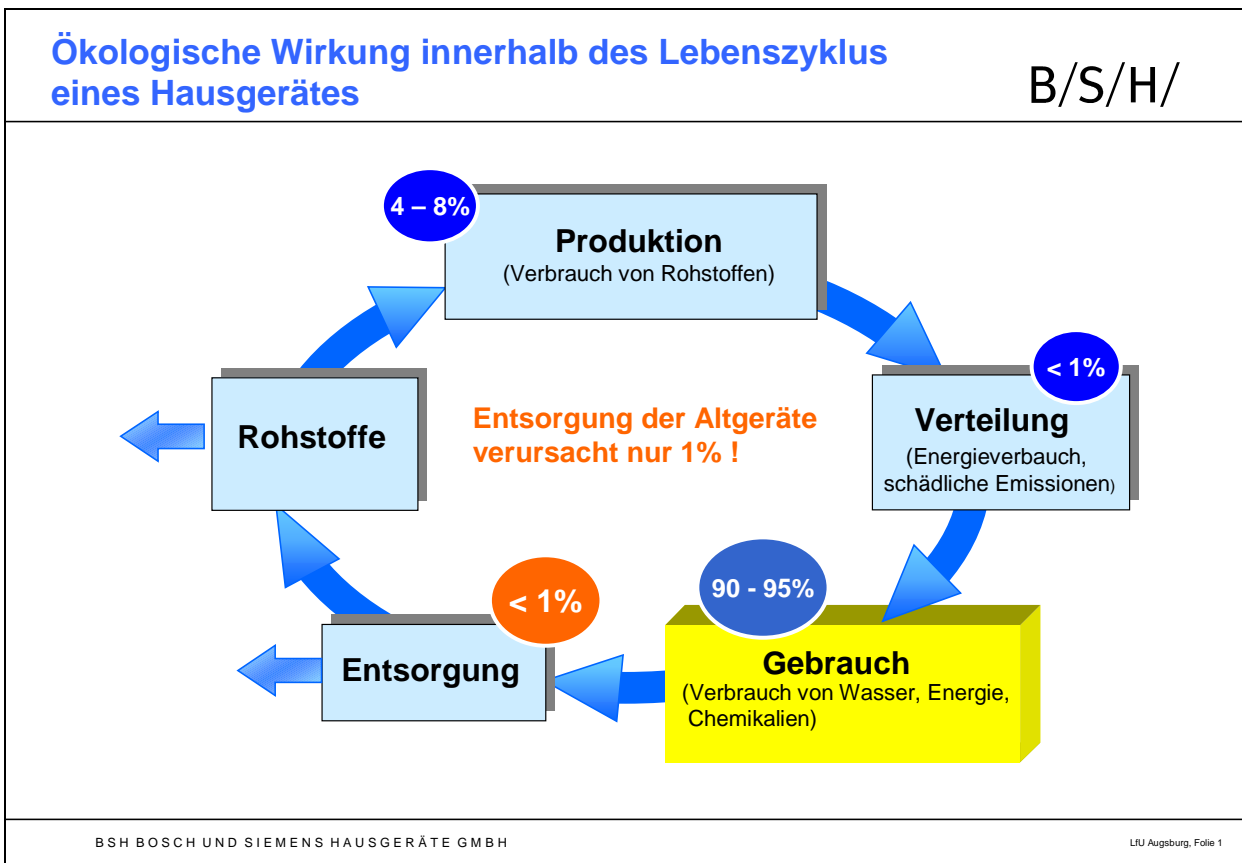 Ökologische Wirkung innerhalb des Lebenszyklus
eines Hausgerätes
B/S/H/
4 – 8%
Produktion
(Verbrauch von Rohstoffen)
< 1%
Verteilung
(Energieverbauch,
schädliche Emissionen)
Rohstoffe
Entsorgung der Altgeräte
verursacht nur 1% !
90 - 95%
Gebrauch
(Verbrauch von Wasser, Energie,
Chemikalien)
< 1%
Entsorgung
BSH BOSCH UND SIEMENS HAUSGERÄTE GMBH
LfU Augsburg, Folie 1